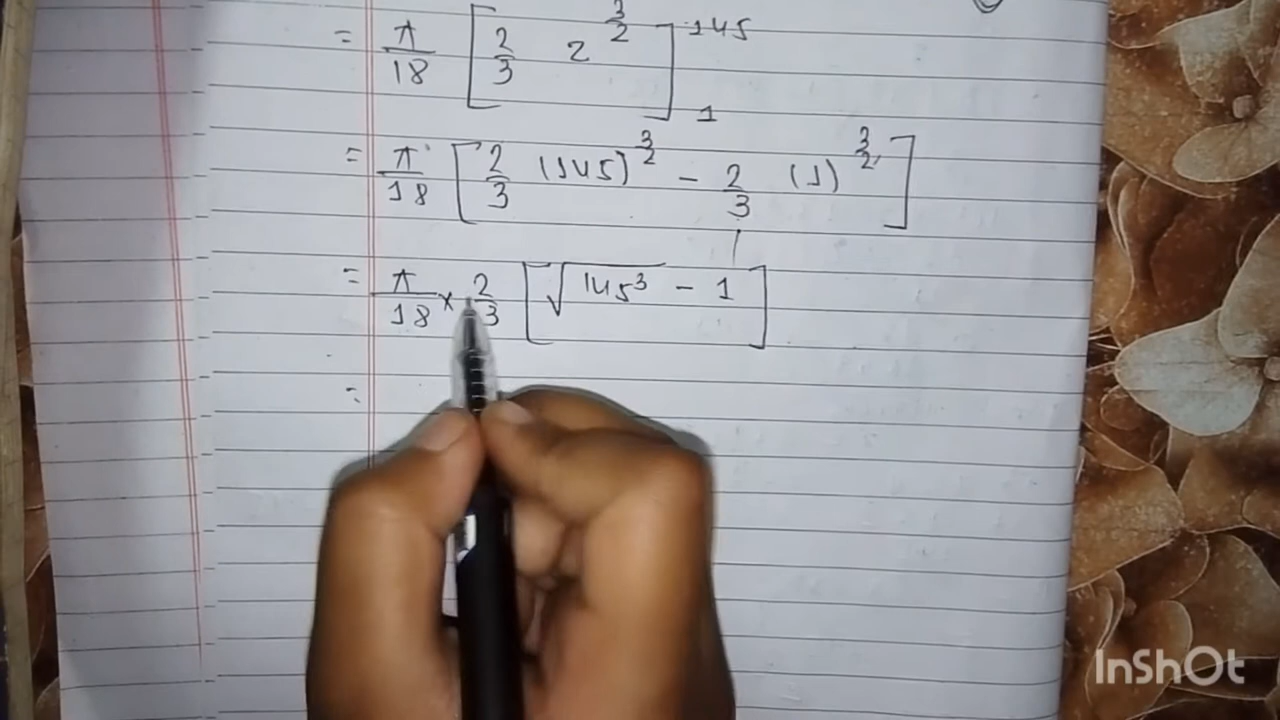 = π/18 [ 2/3 z^(3/2) ]_1^145
= π/18 [ 2/3 (145)^(3/2) - 2/3 (1)^(3/2) ]
= π/18 × 2/3 [ √145³ - 1 ]
=
InShOt